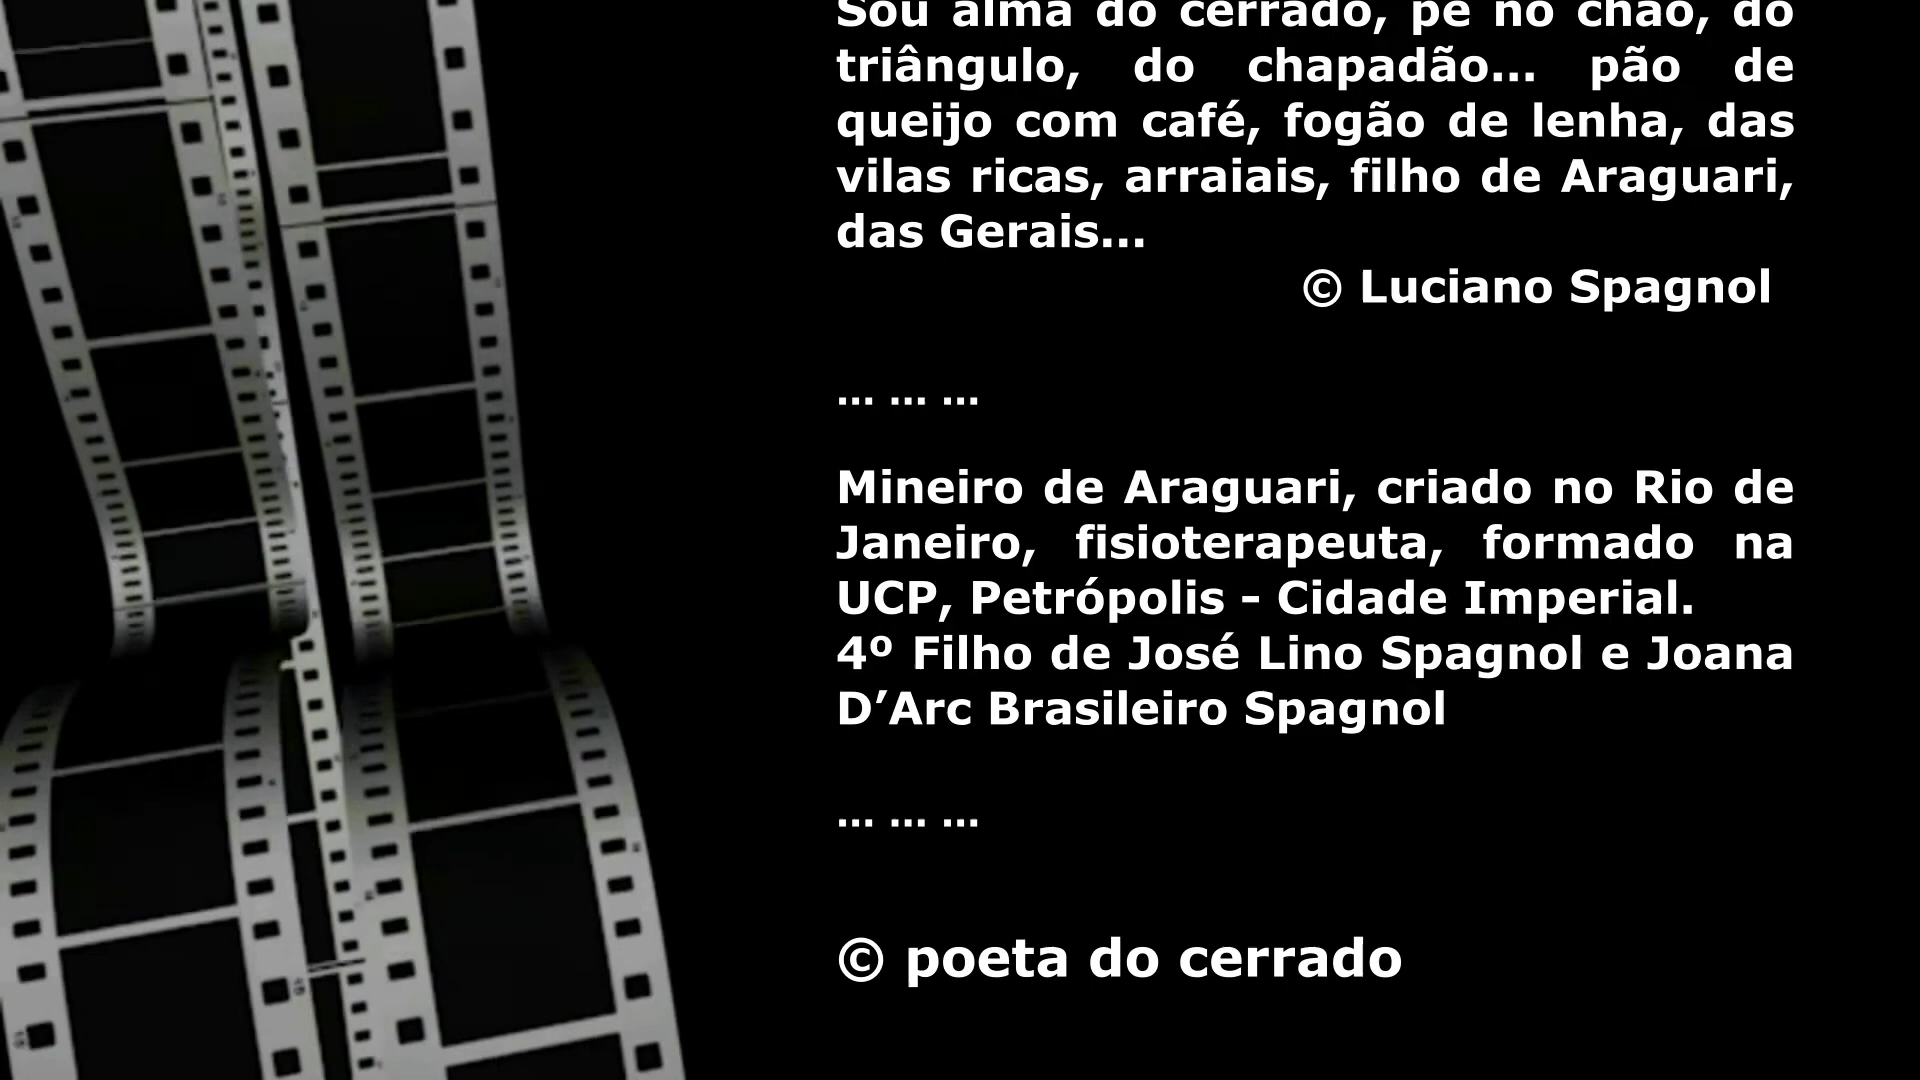 Sou alma do cerrado, pé no chão, do
triângulo, do chapadão... pão de
queijo com café, fogão de lenha, das
vilas ricas, arraiais, filho de Araguari,
das Gerais...
© Luciano Spagnol
... ... ...
Mineiro de Araguari, criado no Rio de
Janeiro, fisioterapeuta, formado na
UCP, Petrópolis - Cidade Imperial.
4º Filho de José Lino Spagnol e Joana
D’Arc Brasileiro Spagnol
... ... ...
© poeta do cerrado